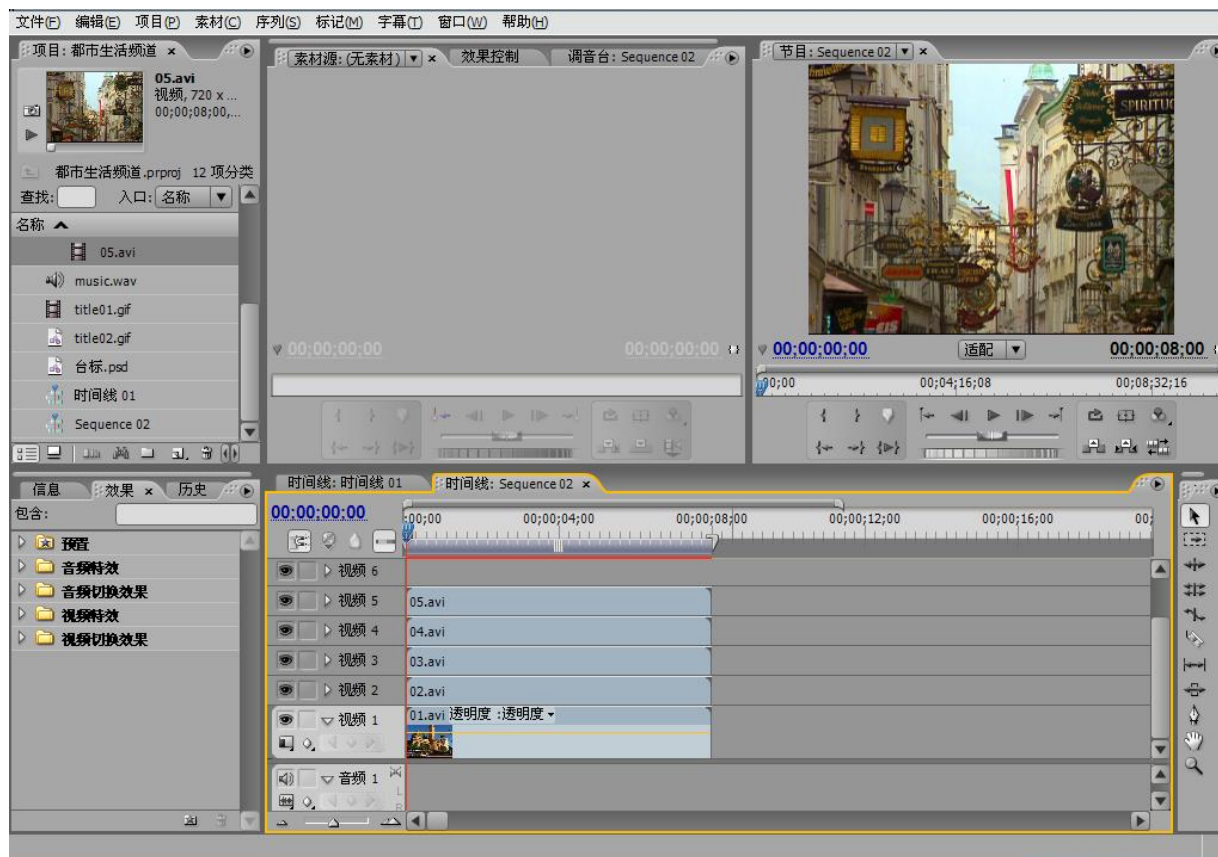 文件(F) 编辑(E) 项目(P) 素材(C) 序列(S) 标记(M) 字幕(T) 窗口(W) 帮助(H)
项目: 都市生活频道 ×
05.avi
视频, 720 x ...
00;00;08;00,...
都市生活频道.prproj 12 项分类
查找: 入口: 名称
名称
05.avi
music.wav
title01.gif
title02.gif
台标.psd
时间线 01
Sequence 02
素材源: (无素材) × 效果控制 调音台: Sequence 02
00;00;00;00 00;00;00;00
节目: Sequence 02 ×
SPIRITUO
00;00;00;00 适配 00;00;08;00
00;00 00;04;16;08 00;08;32;16
信息 效果 × 历史
包含:
预置
音频特效
音频切换效果
视频特效
视频切换效果
时间线: 时间线 01 时间线: Sequence 02 ×
00;00;00;00
;00;00 00;00;04;00 00;00;08;00 00;00;12;00 00;00;16;00 00;
视频 6
视频 5 05.avi
视频 4 04.avi
视频 3 03.avi
视频 2 02.avi
视频 1 01.avi 透明度 :透明度
音频 1
L
R